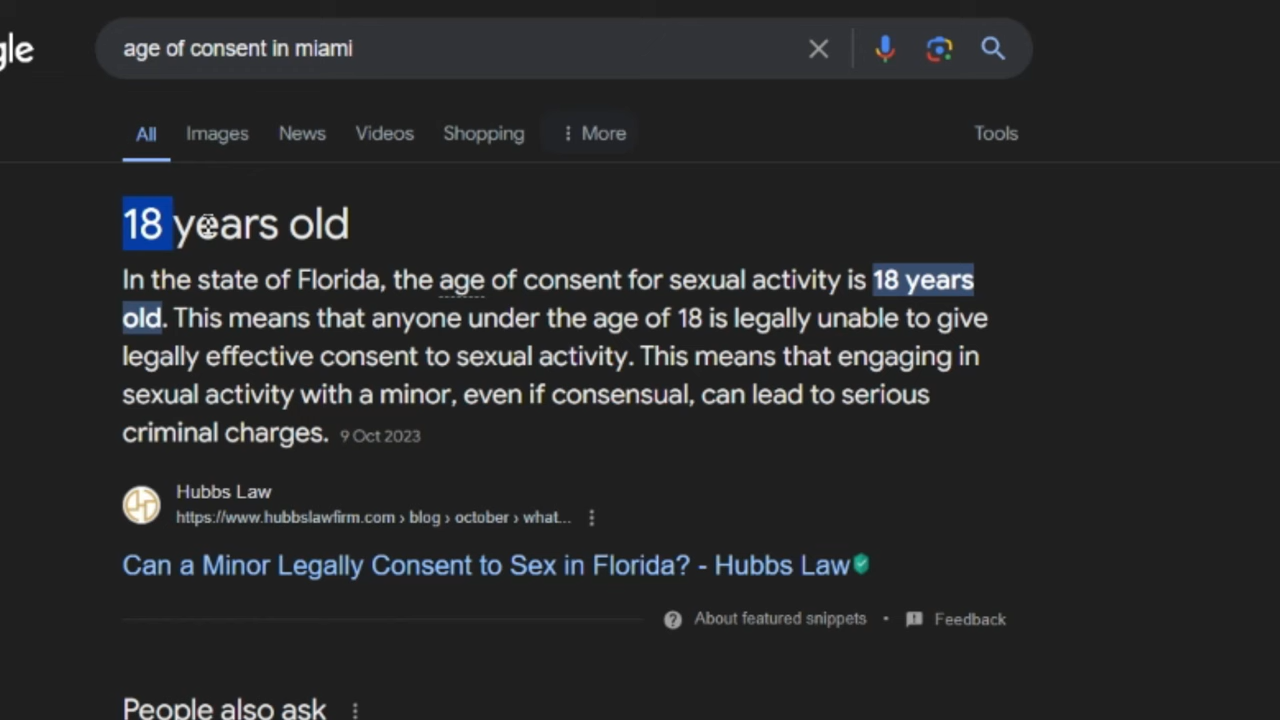 gle
age of consent in miami
All Images News Videos Shopping More Tools
18 years old
In the state of Florida, the age of consent for sexual activity is 18 years
old. This means that anyone under the age of 18 is legally unable to give
legally effective consent to sexual activity. This means that engaging in
sexual activity with a minor, even if consensual, can lead to serious
criminal charges. 9 Oct 2023
Hubbs Law
https://www.hubbslawfirm.com › blog › october › what...
Can a Minor Legally Consent to Sex in Florida? - Hubbs Law
About featured snippets • Feedback
People also ask